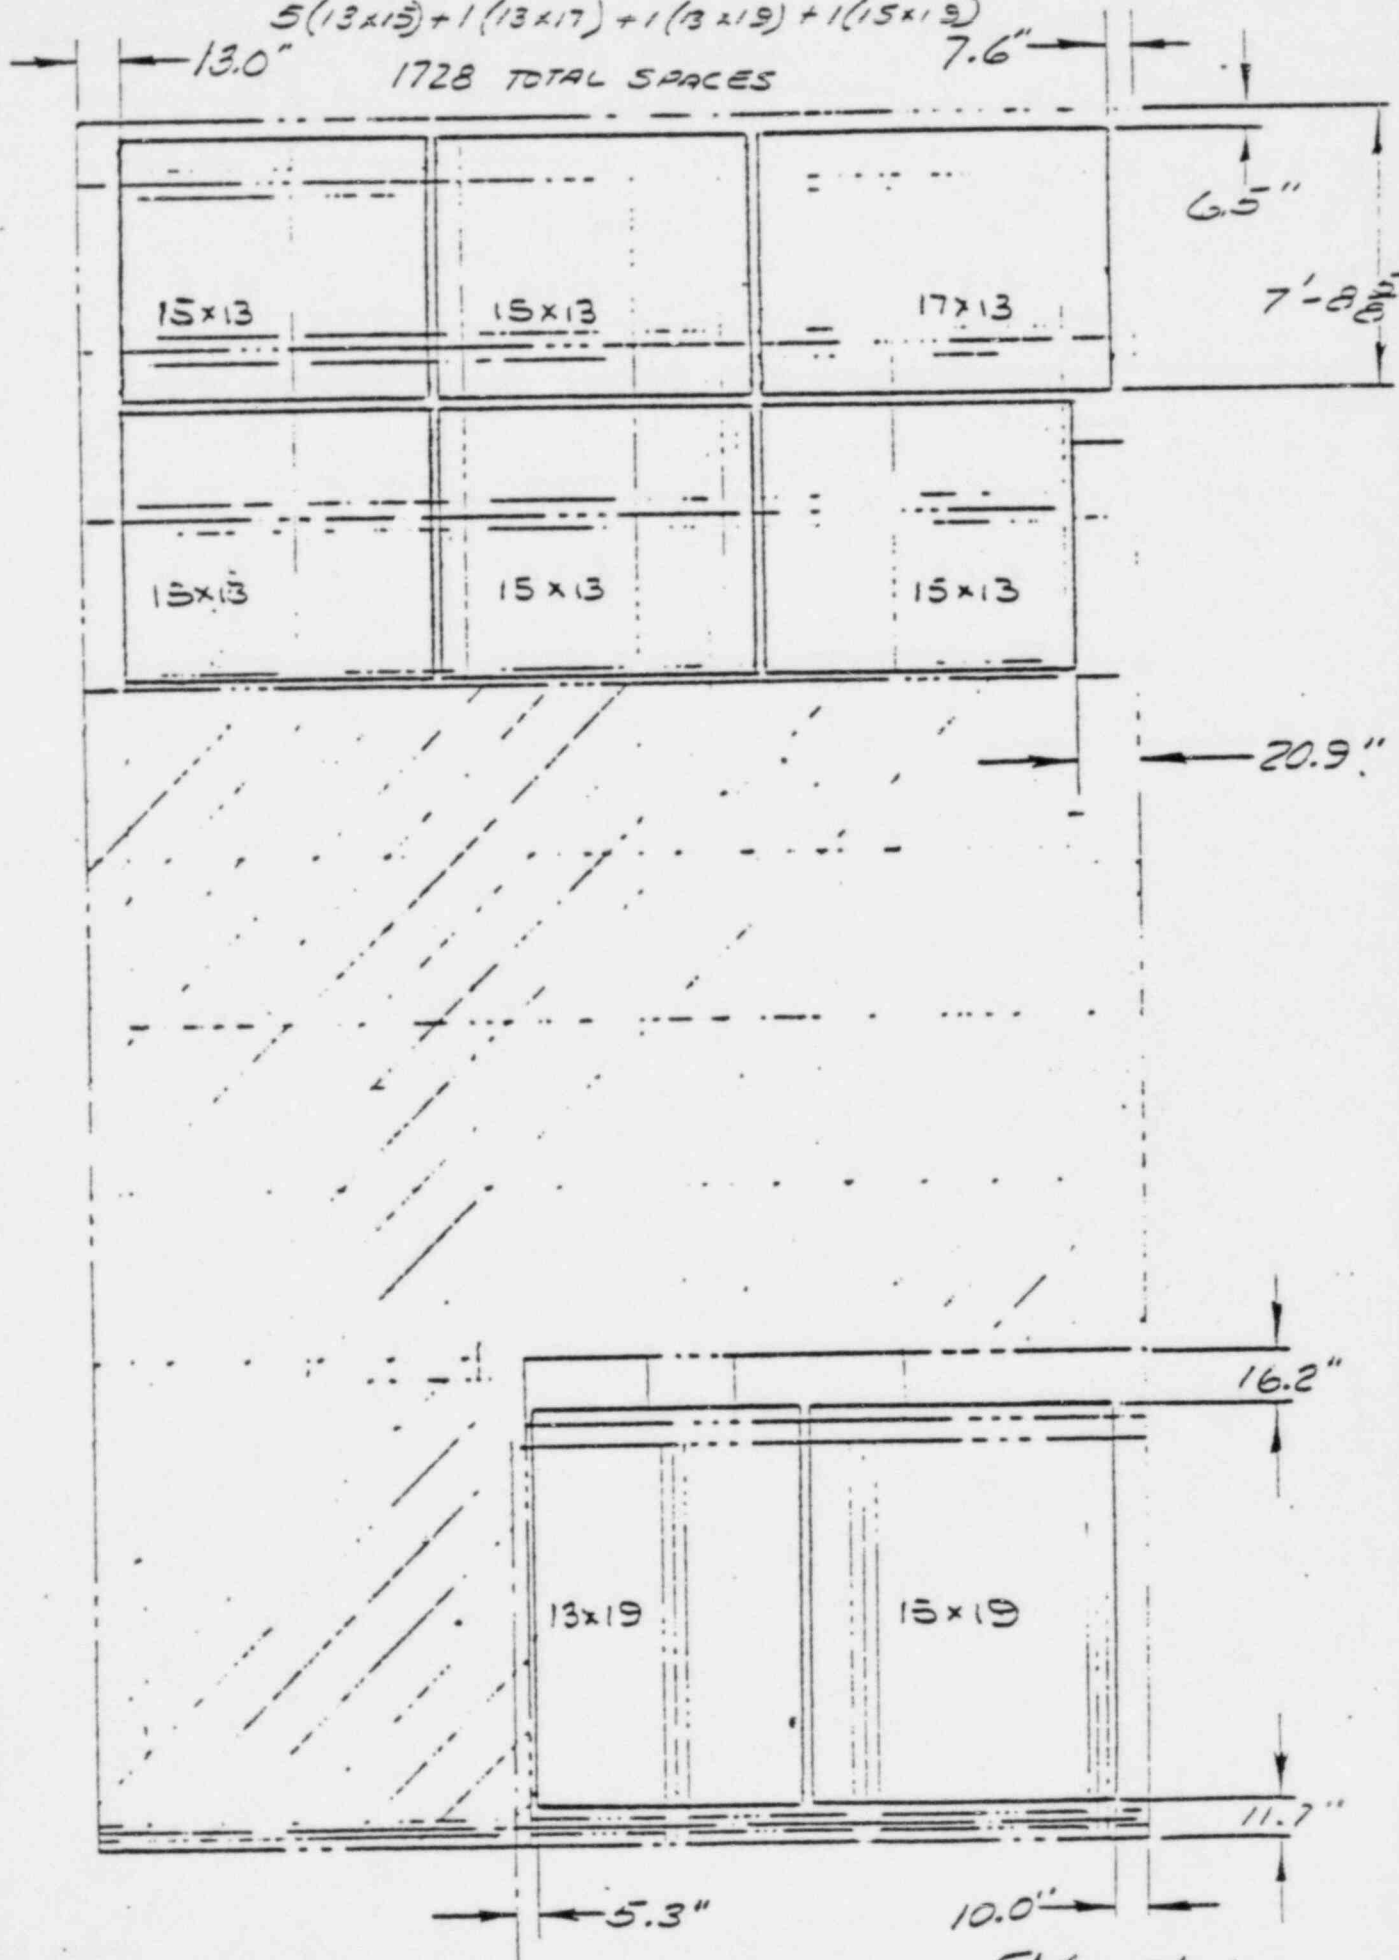 5(13x15)+1(13x17)+1(13x19)+1(15x19)
13.0"
7.6"
1728 TOTAL SPACES
6.5"
15x13
15x13
17x13
15x13
15x13
15x13
20.9"
16.2"
13x19
15x19
11.7"
5.3"
10.0"